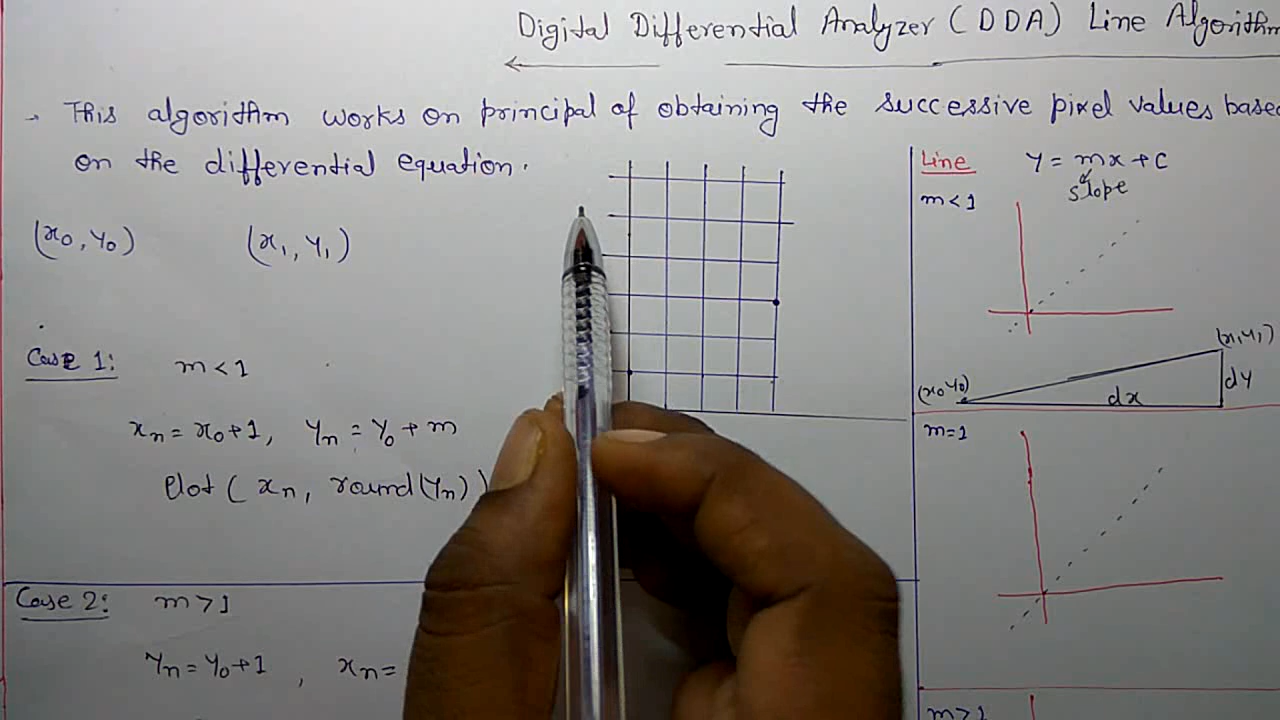 Digital Differential Analyzer (DDA) Line Algorithm
This algorithm works on principal of obtaining the successive pixel values based
on the differential equation.
(x0, y0) (x1, y1)
Case 1: m < 1
xn = x0 + 1, yn = y0 + m
Plot ( xn, round(yn) )
Case 2: m > 1
yn = y0 + 1 , xn =
Line y = mx + c
slope
m < 1
(x1, y1)
(x0 y0)
dx
dy
m = 1
m > 1